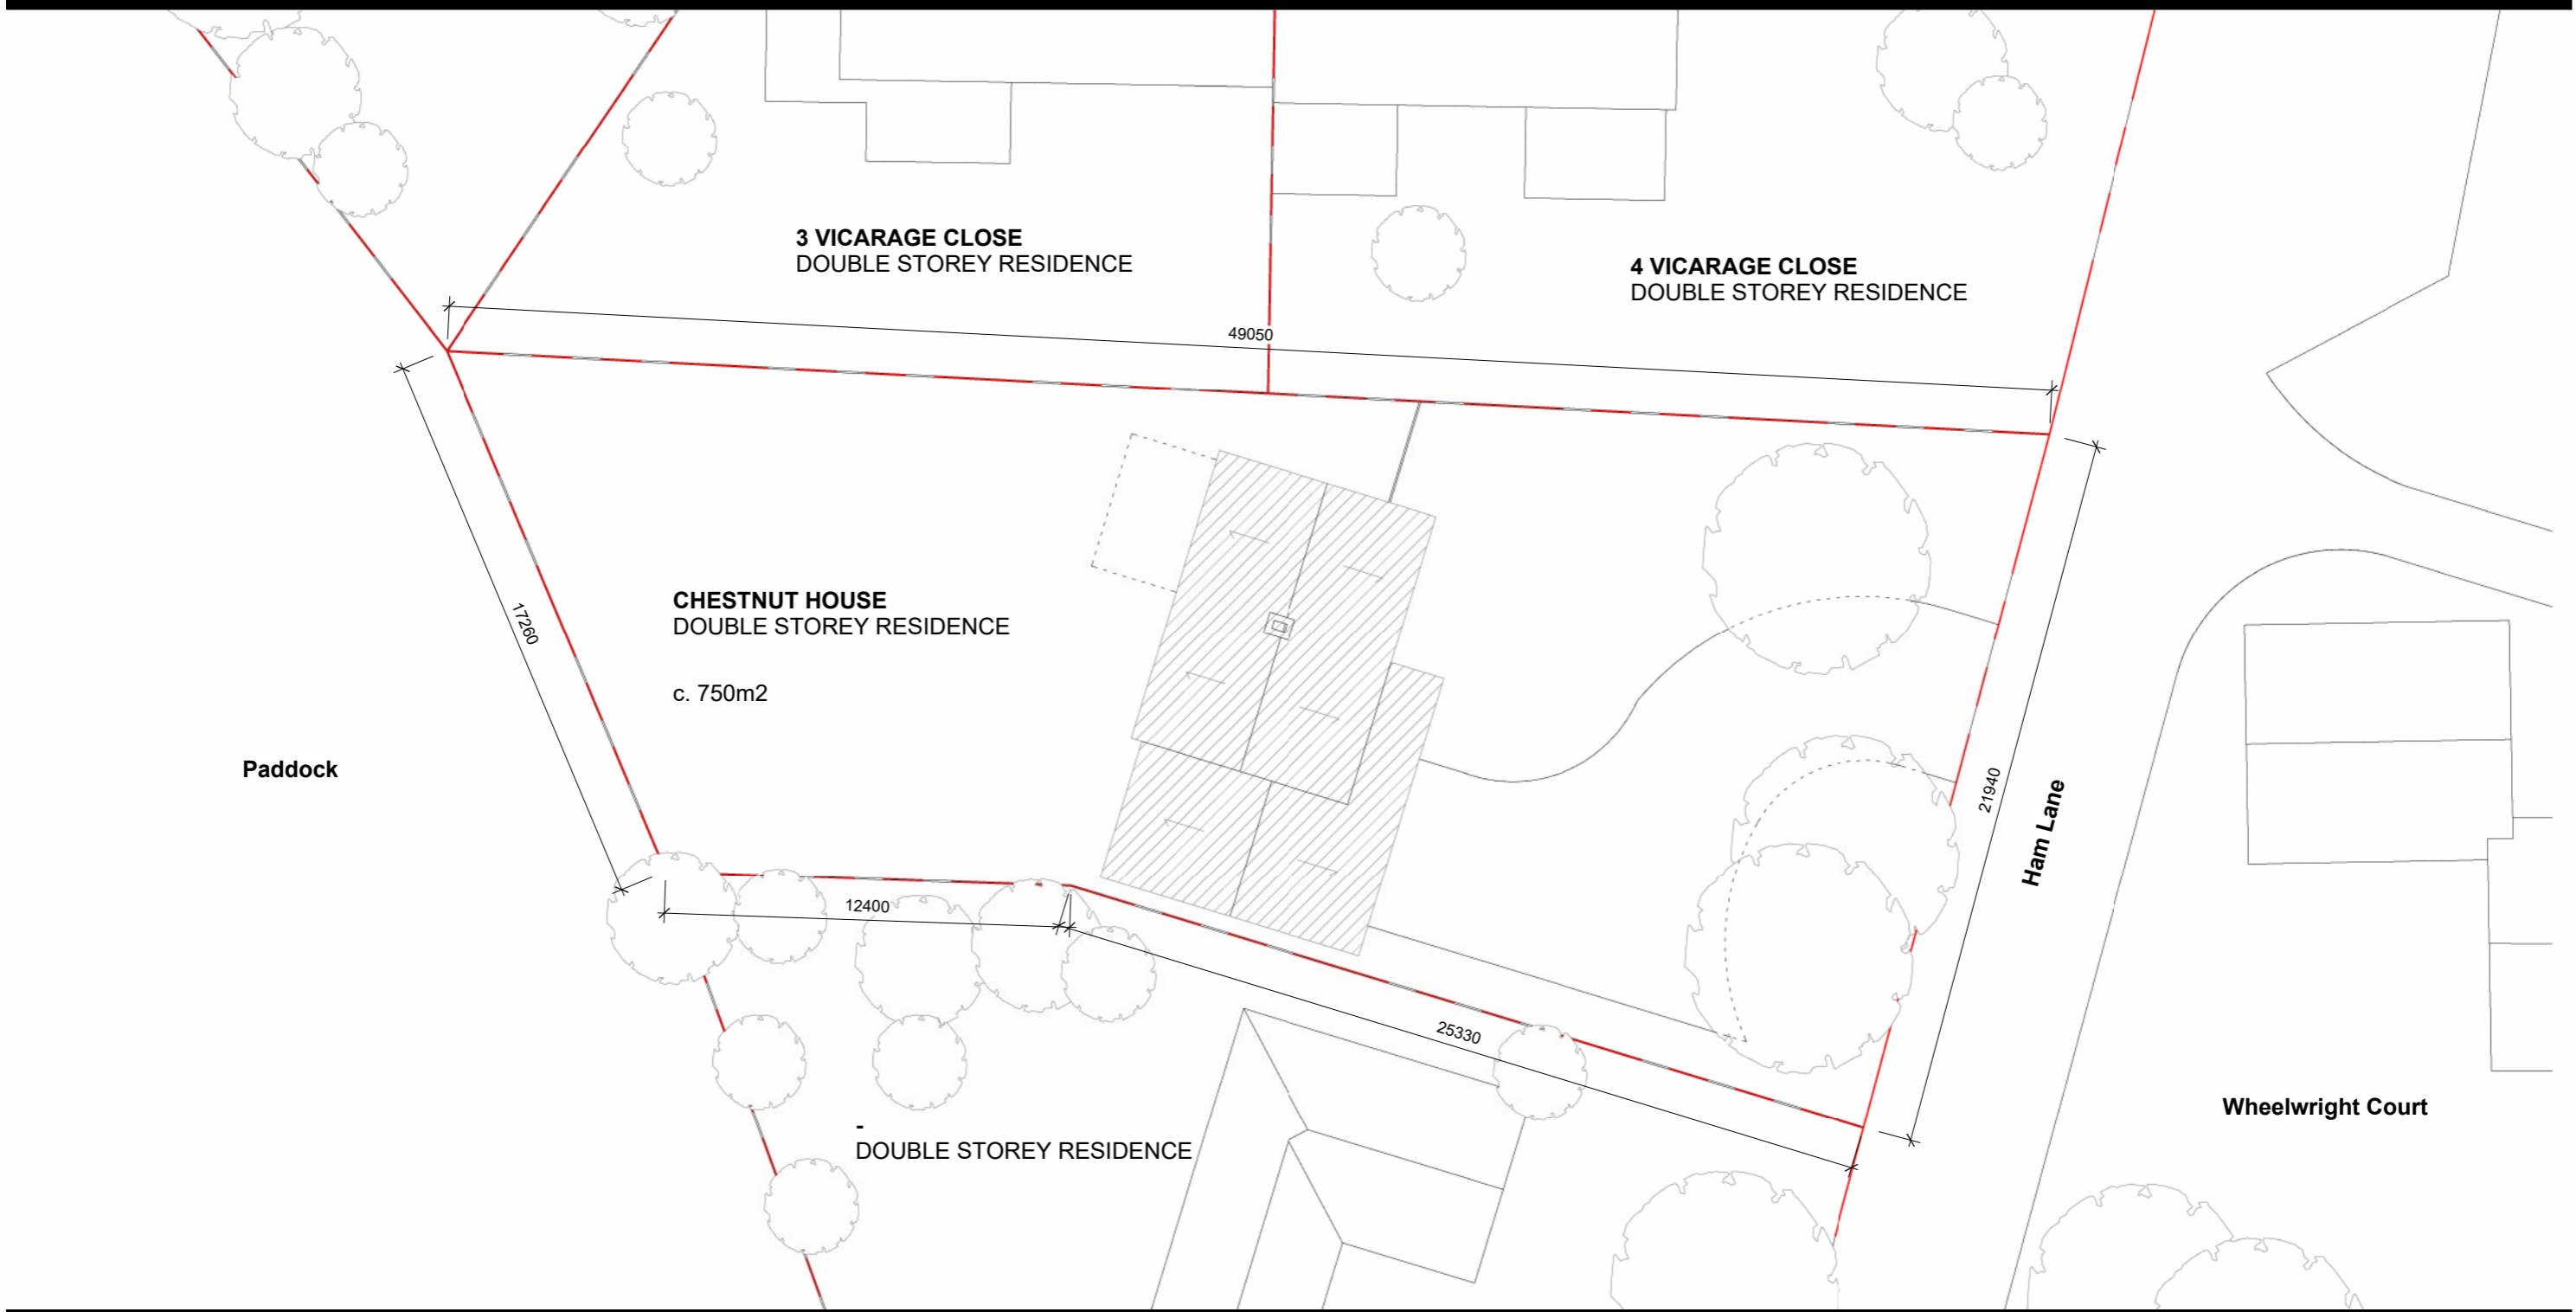 3 VICARAGE CLOSE
DOUBLE STOREY RESIDENCE
4 VICARAGE CLOSE
DOUBLE STOREY RESIDENCE
49050
CHESTNUT HOUSE
DOUBLE STOREY RESIDENCE
c. 750m2
17260
Paddock
21940
Ham Lane
12400
25330
-
DOUBLE STOREY RESIDENCE
Wheelwright Court